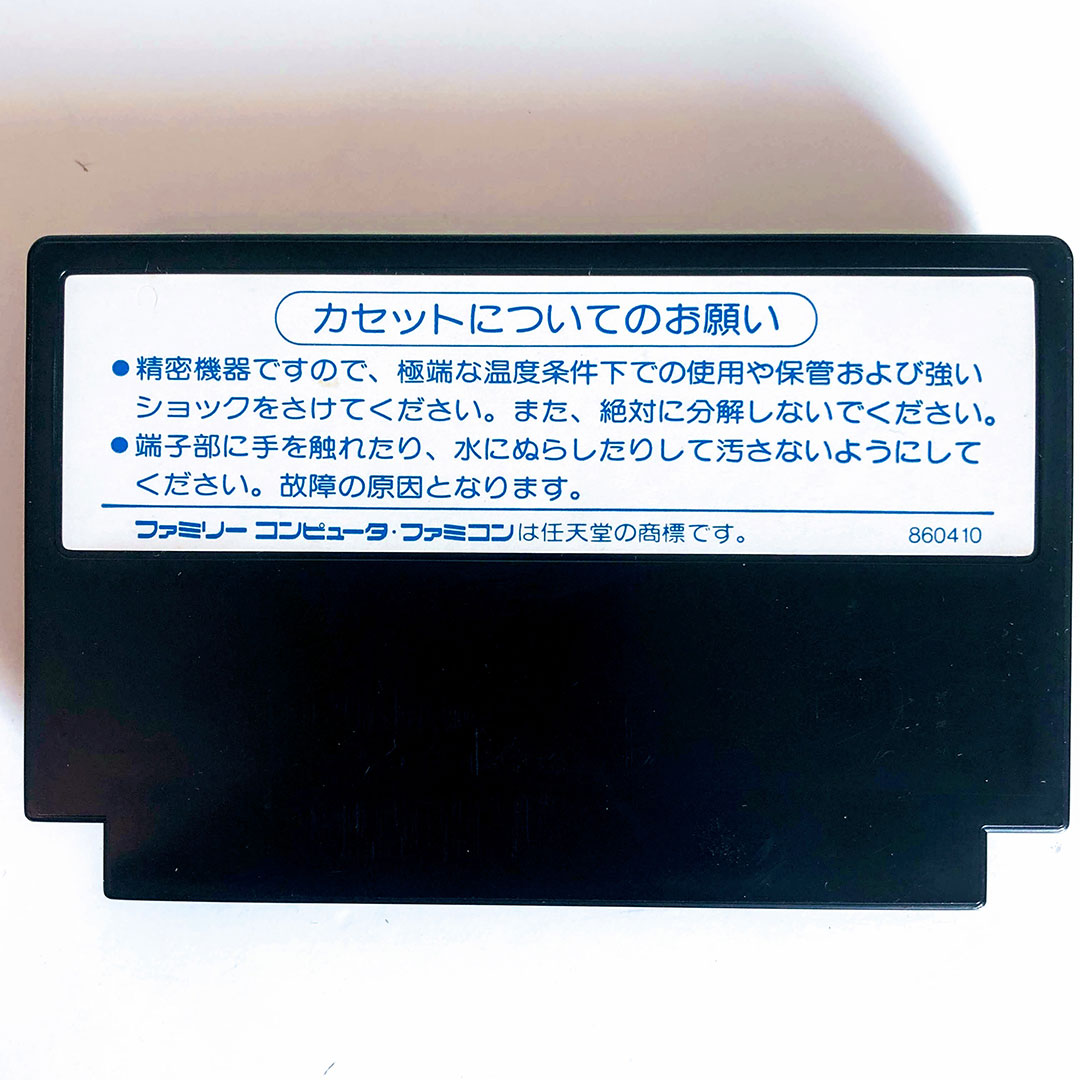 カセットについてのお願い
●精密機器ですので、極端な温度条件下での使用や保管および強い
ショックをさけてください。また、絶対に分解しないでください。
●端子部に手を触れたり、水にぬらしたりして汚さないようにして
ください。故障の原因となります。
ファミリー コンピュータ・ファミコンは任天堂の商標です。 860410